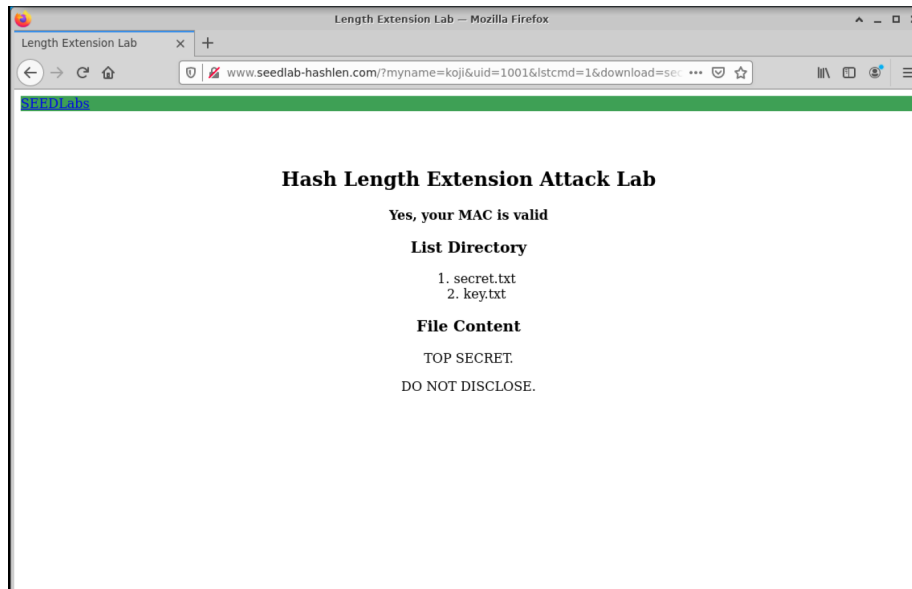 Length Extension Lab — Mozilla Firefox
Length Extension Lab
www.seedlab-hashlen.com/?myname=koji&uid=1001&lstcmd=1&download=sec
SEEDLabs
Hash Length Extension Attack Lab
Yes, your MAC is valid
List Directory
1. secret.txt
2. key.txt
File Content
TOP SECRET.
DO NOT DISCLOSE.